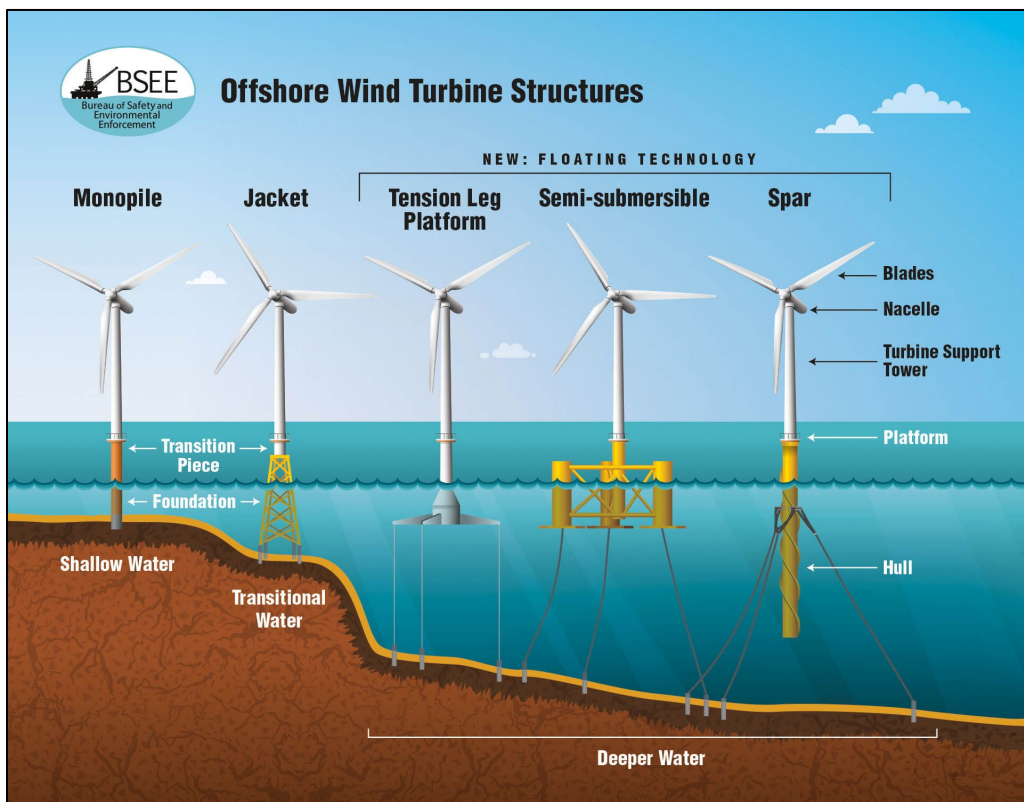 BSEE
Bureau of Safety and
Environmental
Enforcement
Offshore Wind Turbine Structures
NEW: FLOATING TECHNOLOGY
Monopile
Jacket
Tension Leg
Platform
Semi-submersible
Spar
Blades
Nacelle
Turbine Support
Tower
Platform
Transition
Piece
Foundation
Shallow Water
Hull
Transitional
Water
Deeper Water